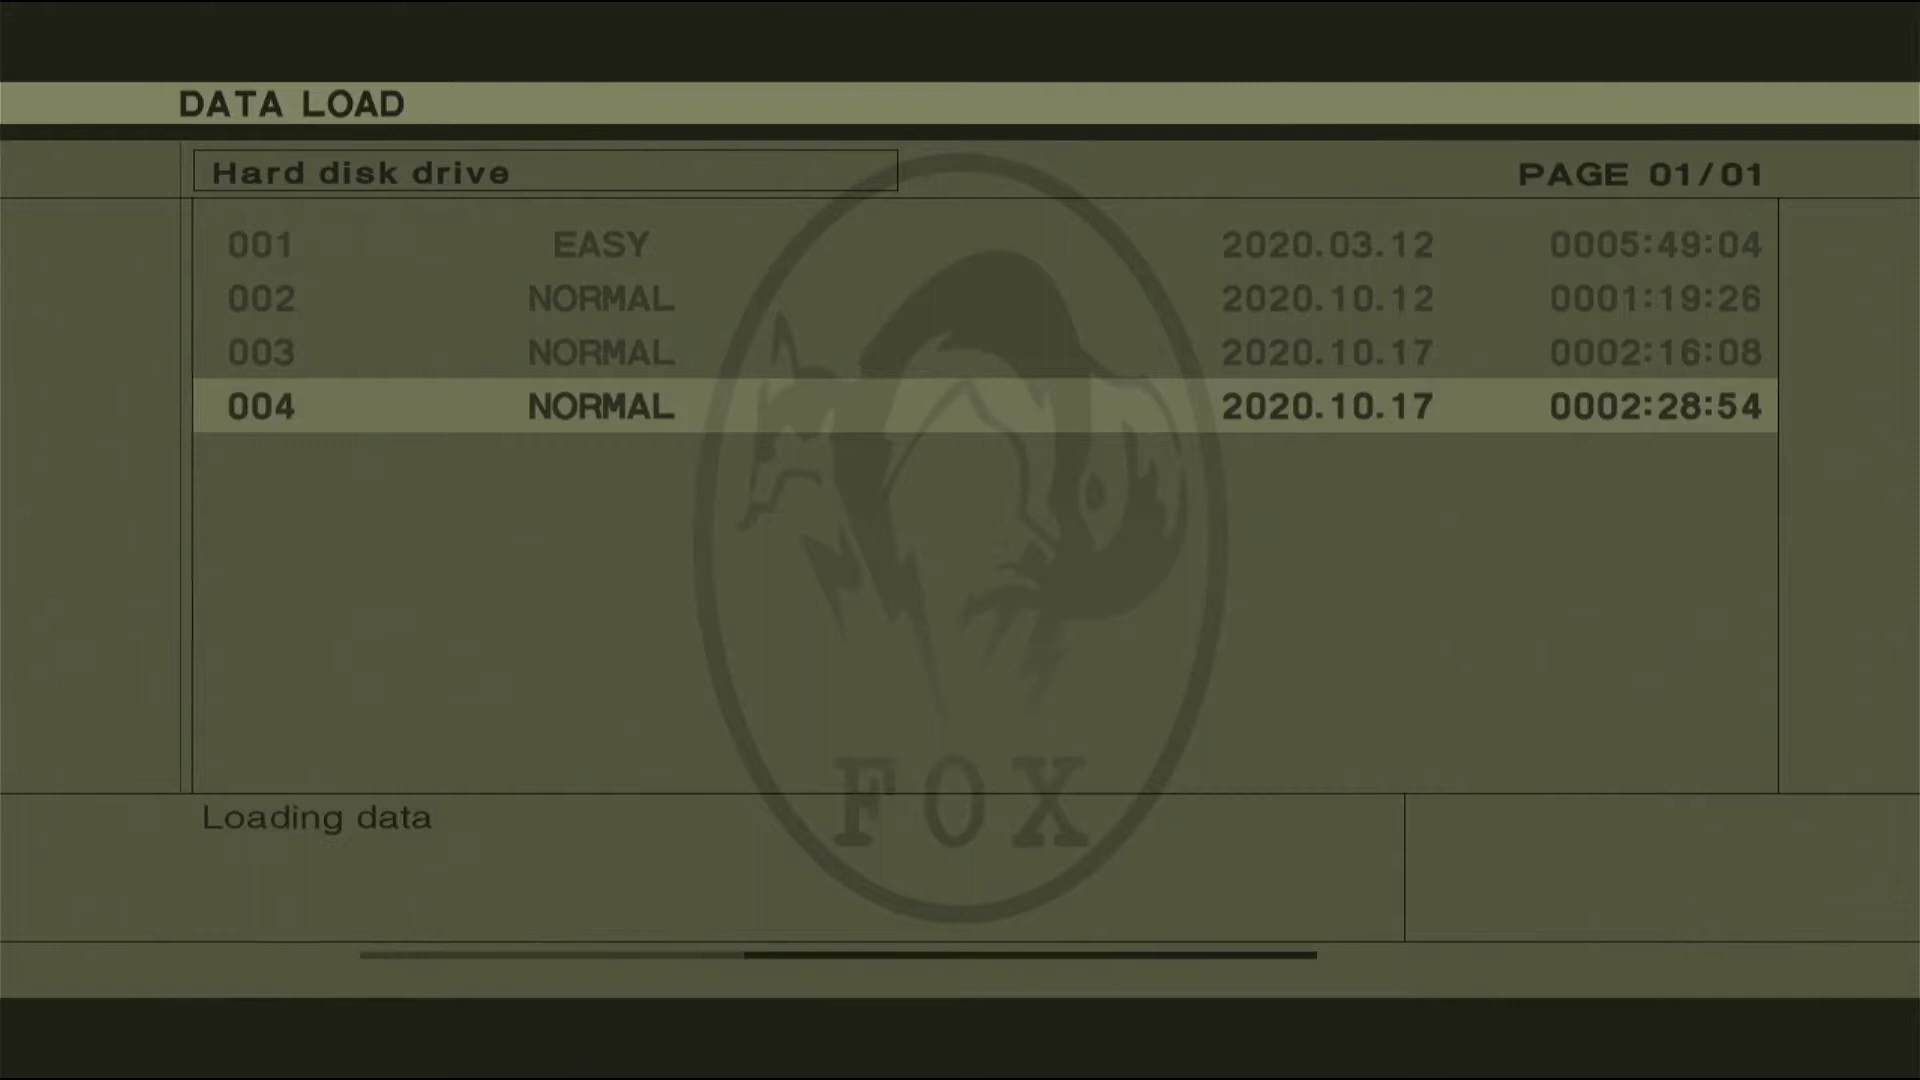 DATA LOAD
Hard disk drive PAGE 01/01
001 EASY 2020.03.12 0005:49:04
002 NORMAL 2020.10.12 0001:19:26
003 NORMAL 2020.10.17 0002:16:08
004 NORMAL 2020.10.17 0002:28:54
FOX
Loading data